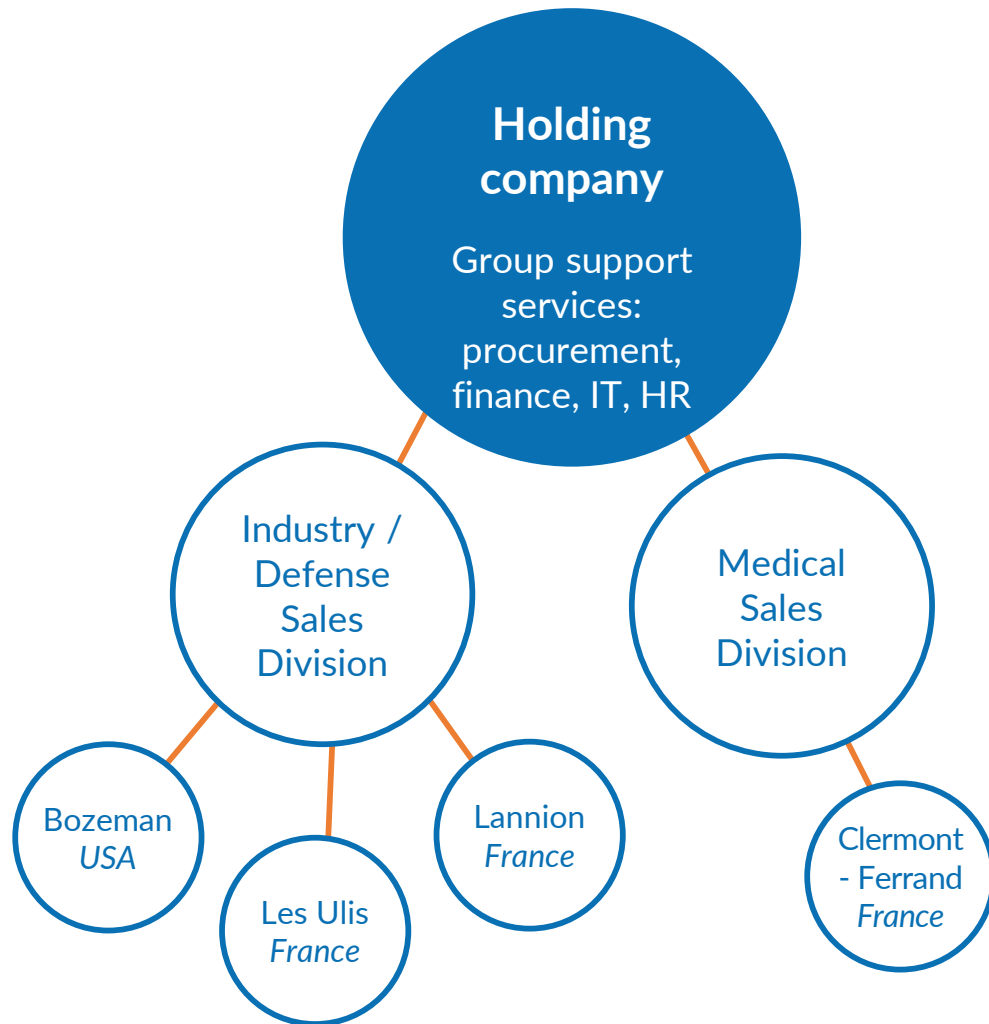 Holding
company
Group support
services:
procurement,
finance, IT, HR
Industry /
Defense
Sales
Division
Medical
Sales
Division
Bozeman
USA
Les Ulis
France
Lannion
France
Clermont
- Ferrand
France